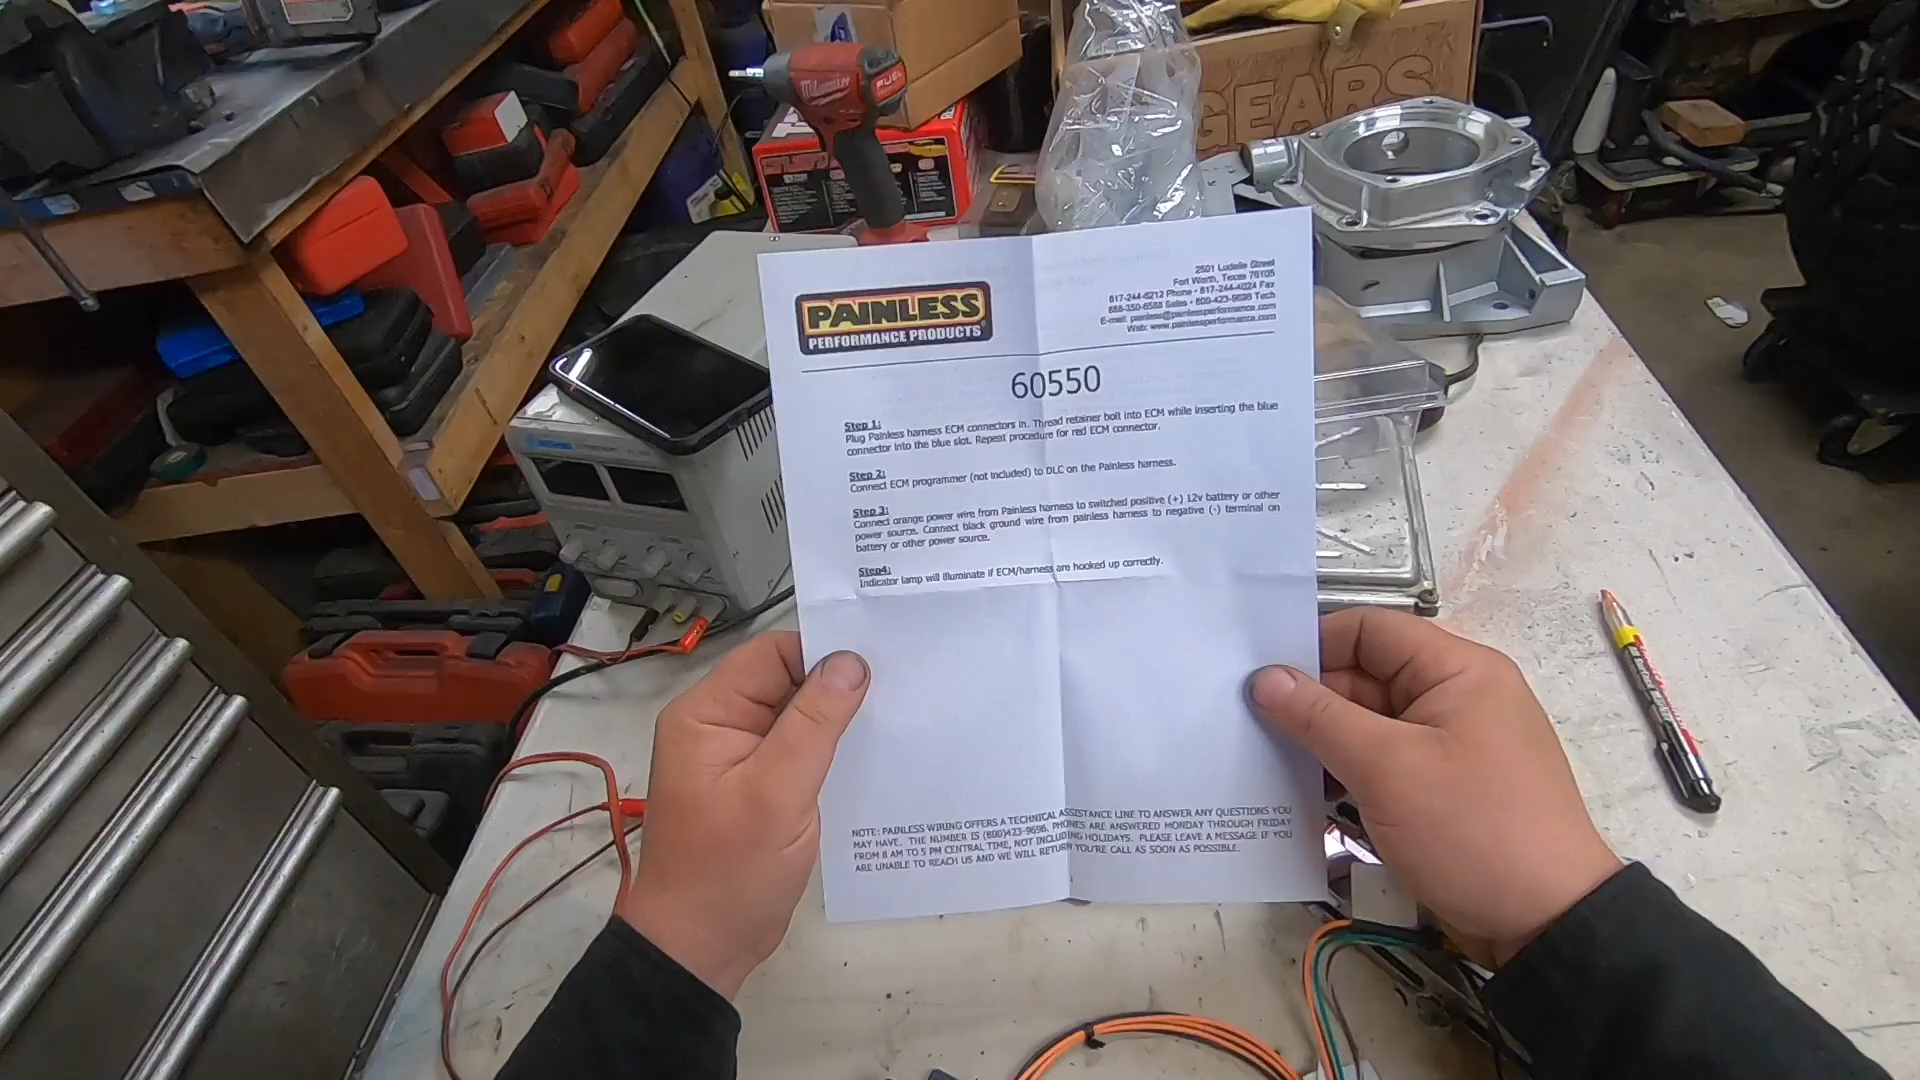 Milwaukee
FUEL
GEARS
PAINLESS
PERFORMANCE PRODUCTS
2501 Ludelle Street
Fort Worth, Texas 76105
817-244-6212 Phone • 817-244-4024 Fax
888-350-6588 Sales • 800-423-9696 Tech
E-mail: painless@painlessperformance.com
Web: www.painlessperformance.com
60550
Step 1:
Plug Painless harness ECM connectors in. Thread retainer bolt into ECM while inserting the blue
connector into the blue slot. Repeat procedure for red ECM connector.
Step 2:
Connect ECM programmer (not included) to DLC on the Painless harness.
Step 3:
Connect orange power wire from Painless harness to switched positive (+) 12v battery or other
power source. Connect black ground wire from painless harness to negative (-) terminal on
battery or other power source.
Step4:
Indicator lamp will illuminate if ECM/harness are hooked up correctly.
NOTE: PAINLESS WIRING OFFERS A TECHNICAL ASSISTANCE LINE TO ANSWER ANY QUESTIONS YOU
MAY HAVE. THE NUMBER IS (800)423-9696. PHONES ARE ANSWERED MONDAY THROUGH FRIDAY
FROM 8 AM TO 5 PM CENTRAL TIME, NOT INCLUDING HOLIDAYS. PLEASE LEAVE A MESSAGE IF YOU
ARE UNABLE TO REACH US AND WE WILL RETURN YOU'RE CALL AS SOON AS POSSIBLE.